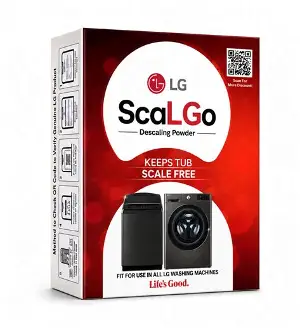 LG
ScaLGo
Descaling Powder
KEEPS TUB
SCALE FREE
FIT FOR USE IN ALL LG WASHING MACHINES
Life's Good.
Scan For
More Discount
Method to Check QR Code to Verify Genuine LG Product